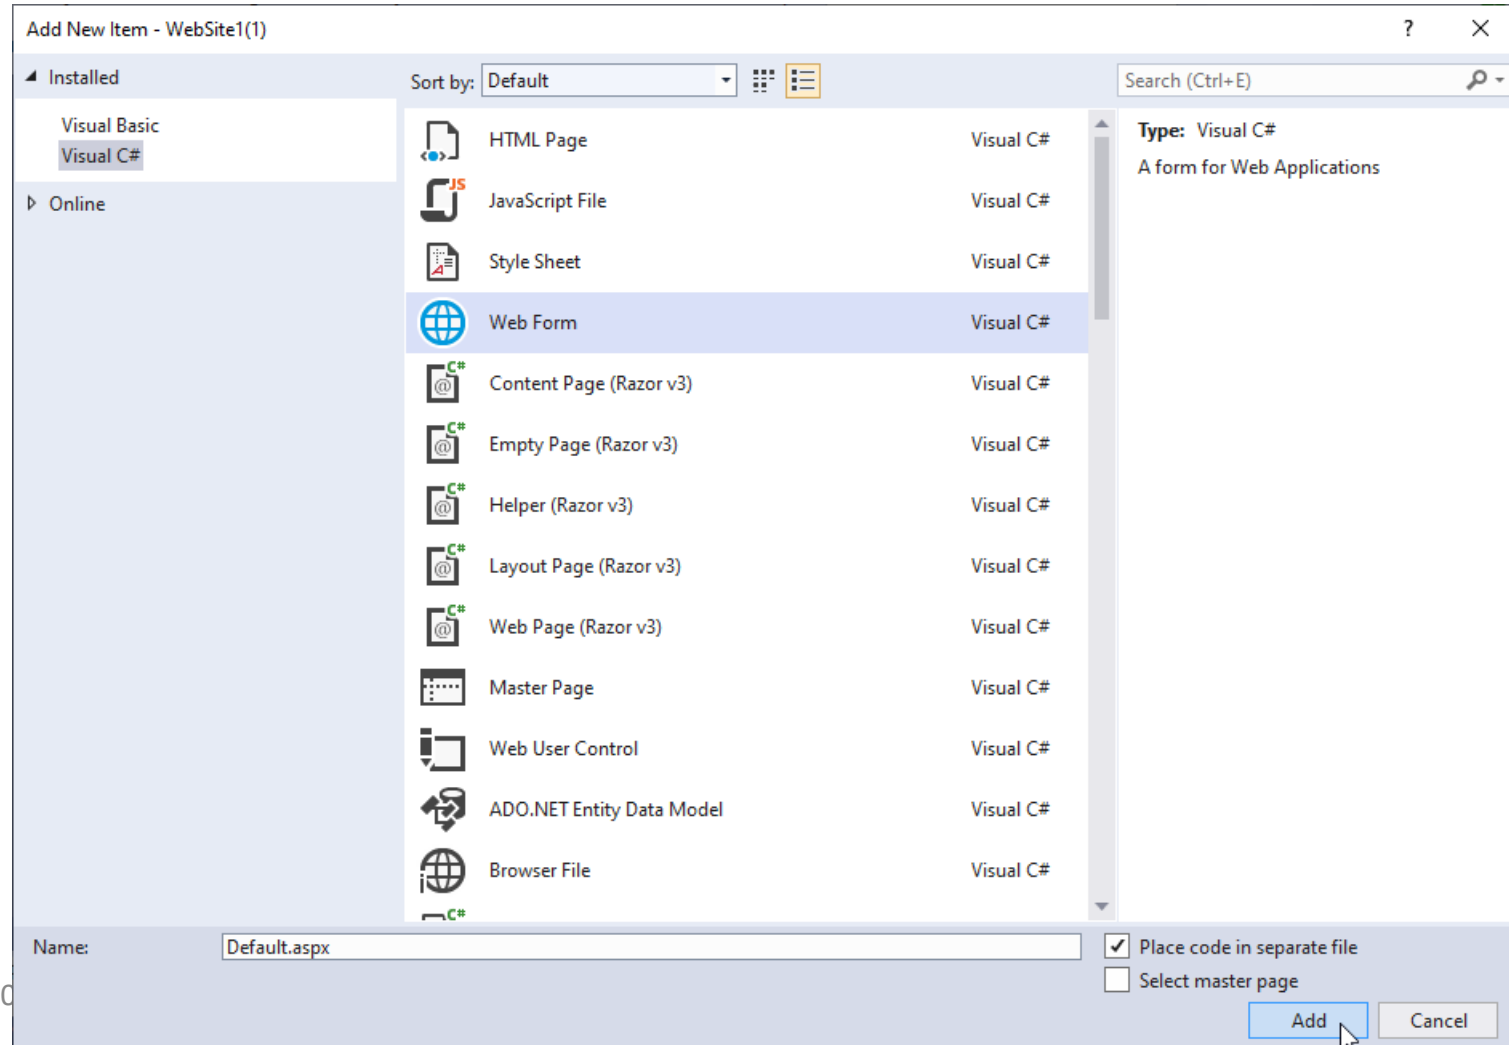 Add New Item - WebSite1(1)
?
Installed
Sort by: Default
Search (Ctrl+E)
Visual Basic
Visual C#
Online
HTML Page Visual C#
JS
JavaScript File Visual C#
Style Sheet Visual C#
Web Form Visual C#
C#
@
Content Page (Razor v3) Visual C#
C#
@
Empty Page (Razor v3) Visual C#
C#
@
Helper (Razor v3) Visual C#
C#
@
Layout Page (Razor v3) Visual C#
C#
@
Web Page (Razor v3) Visual C#
Master Page Visual C#
Web User Control Visual C#
ADO.NET Entity Data Model Visual C#
Browser File Visual C#
C#
Type: Visual C#
A form for Web Applications
Name: Default.aspx
Place code in separate file
Select master page
Add Cancel